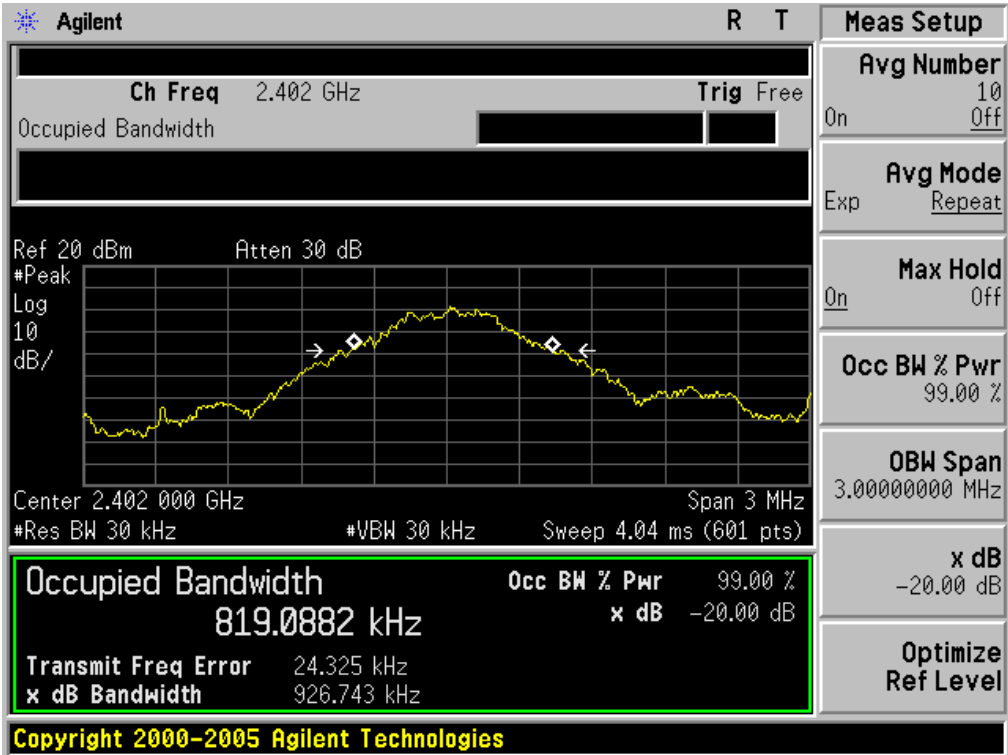 Agilent R T
Ch Freq 2.402 GHz Trig Free
Occupied Bandwidth
Ref 20 dBm Atten 30 dB
#Peak
Log
10
dB/
Center 2.402 000 GHz Span 3 MHz
#Res BW 30 kHz #VBW 30 kHz Sweep 4.04 ms (601 pts)
Occupied Bandwidth Occ BW % Pwr 99.00 %
819.0882 kHz x dB -20.00 dB
Transmit Freq Error 24.325 kHz
x dB Bandwidth 926.743 kHz
Copyright 2000-2005 Agilent Technologies
Meas Setup
Avg Number
10
On Off
Avg Mode
Exp Repeat
Max Hold
On Off
Occ BW % Pwr
99.00 %
OBW Span
3.00000000 MHz
x dB
-20.00 dB
Optimize
Ref Level